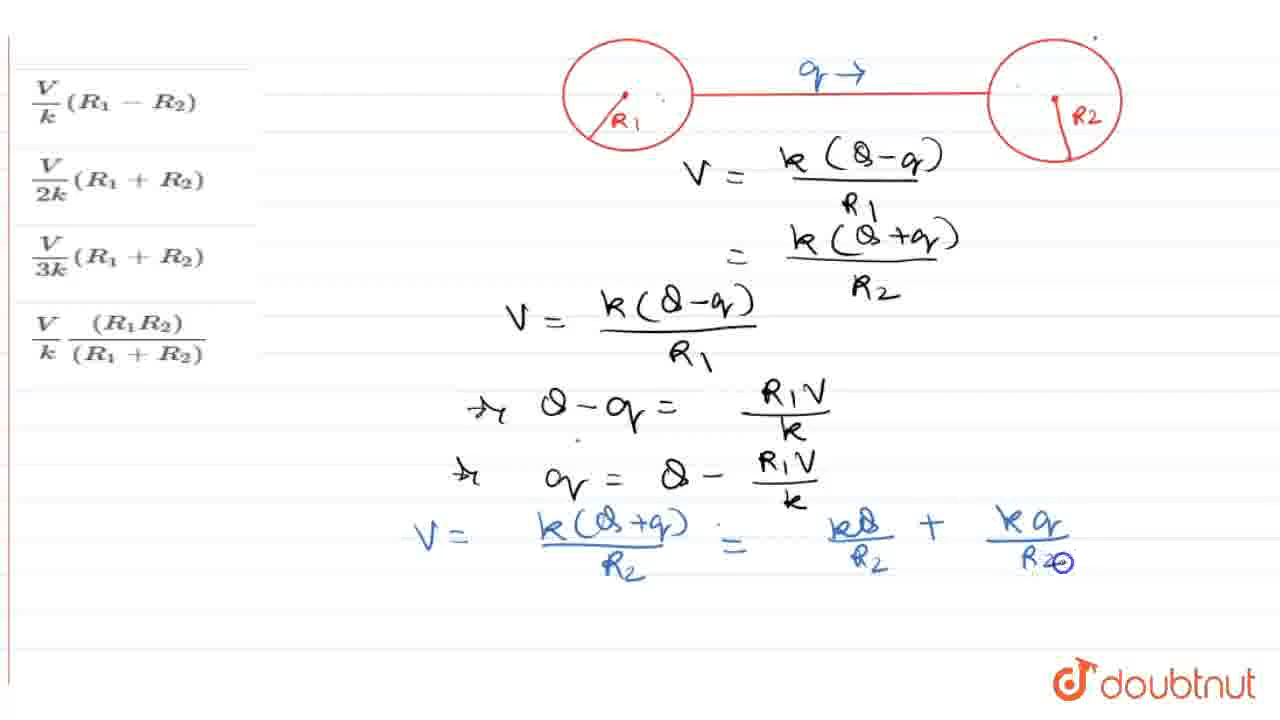 V/k (R₁ − R₂)
V/2k (R₁ + R₂)
V/3k (R₁ + R₂)
V/k (R₁R₂)/(R₁ + R₂)
q →
R1
R2
V = k(Q−q)/R1
= k(Q+q)/R2
V = k(Q−q)/R1
⇒ Q−q = R1V/k
⇒ q = Q − R1V/k
V = k(Q+q)/R2 = kQ/R2 + kq/R2
doubtnut